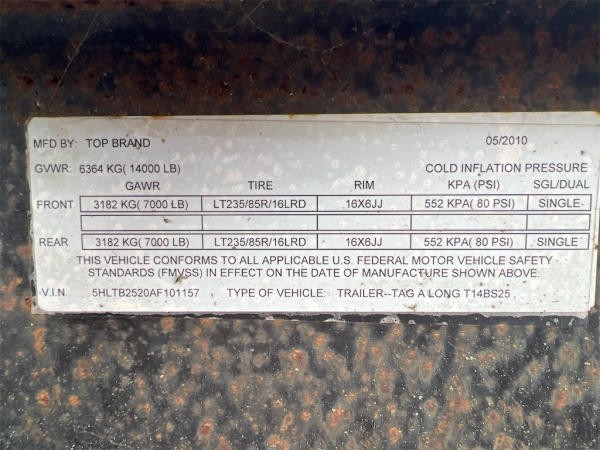 MFD BY: TOP BRAND 05/2010
GVWR: 6364 KG( 14000 LB) COLD INFLATION PRESSURE
GAWR TIRE RIM KPA (PSI) SGL/DUAL
FRONT 3182 KG( 7000 LB) LT235/85R/16LRD 16X6JJ 552 KPA( 80 PSI) SINGLE
REAR 3182 KG( 7000 LB) LT235/85R/16LRD 16X6JJ 552 KPA( 80 PSI) SINGLE
THIS VEHICLE CONFORMS TO ALL APPLICABLE U.S. FEDERAL MOTOR VEHICLE SAFETY
STANDARDS (FMVSS) IN EFFECT ON THE DATE OF MANUFACTURE SHOWN ABOVE.
V.I.N. 5HLTB2520AF101157 TYPE OF VEHICLE: TRAILER--TAG A LONG T14BS25